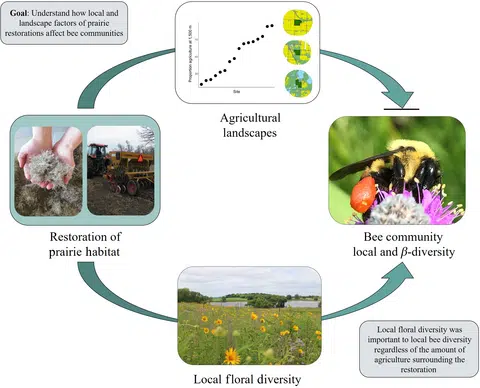 Goal: Understand how local and
landscape factors of prairie
restorations affect bee communities
Proportion agriculture at 1,500 m
Site
Agricultural
landscapes
Restoration of
prairie habitat
Bee community
local and β-diversity
Local floral diversity
Local floral diversity was
important to local bee diversity
regardless of the amount of
agriculture surrounding the
restoration